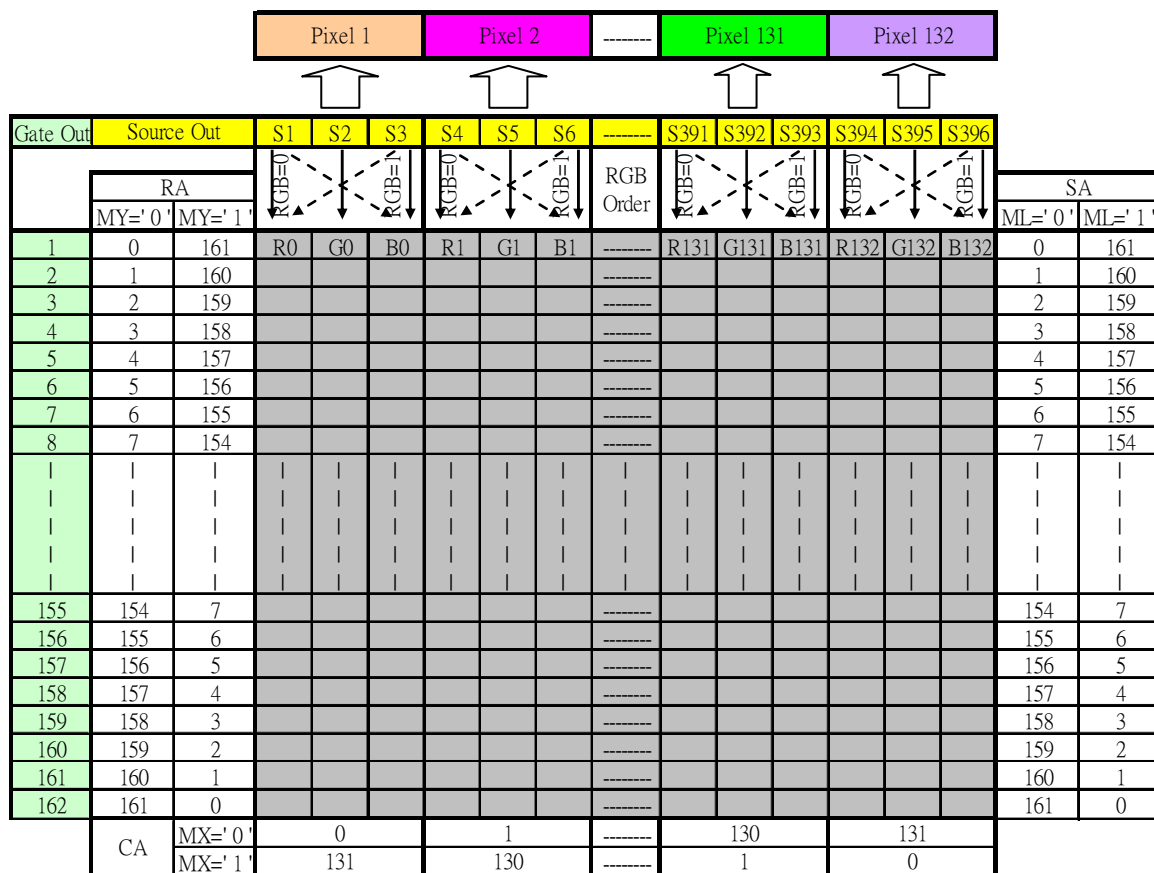 Pixel 1 Pixel 2 -------- Pixel 131 Pixel 132
Gate Out Source Out S1 S2 S3 S4 S5 S6 -------- S391 S392 S393 S394 S395 S396
RGB=0 RGB=1 RGB=0 RGB=1 RGB Order RGB=0 RGB=1 RGB=0 RGB=1
RA SA
MY=' 0 ' MY=' 1 ' ML=' 0 ' ML=' 1 '
1 0 161 R0 G0 B0 R1 G1 B1 -------- R131 G131 B131 R132 G132 B132 0 161
2 1 160 -------- 1 160
3 2 159 -------- 2 159
4 3 158 -------- 3 158
5 4 157 -------- 4 157
6 5 156 -------- 5 156
7 6 155 -------- 6 155
8 7 154 -------- 7 154
| | | | | | | | | | | | | | | | | |
| | | | | | | | | | | | | | | | | |
| | | | | | | | | | | | | | | | | |
| | | | | | | | | | | | | | | | | |
| | | | | | | | | | | | | | | | | |
155 154 7 -------- 154 7
156 155 6 -------- 155 6
157 156 5 -------- 156 5
158 157 4 -------- 157 4
159 158 3 -------- 158 3
160 159 2 -------- 159 2
161 160 1 -------- 160 1
162 161 0 -------- 161 0
CA MX=' 0 ' 0 1 -------- 130 131
MX=' 1 ' 131 130 -------- 1 0